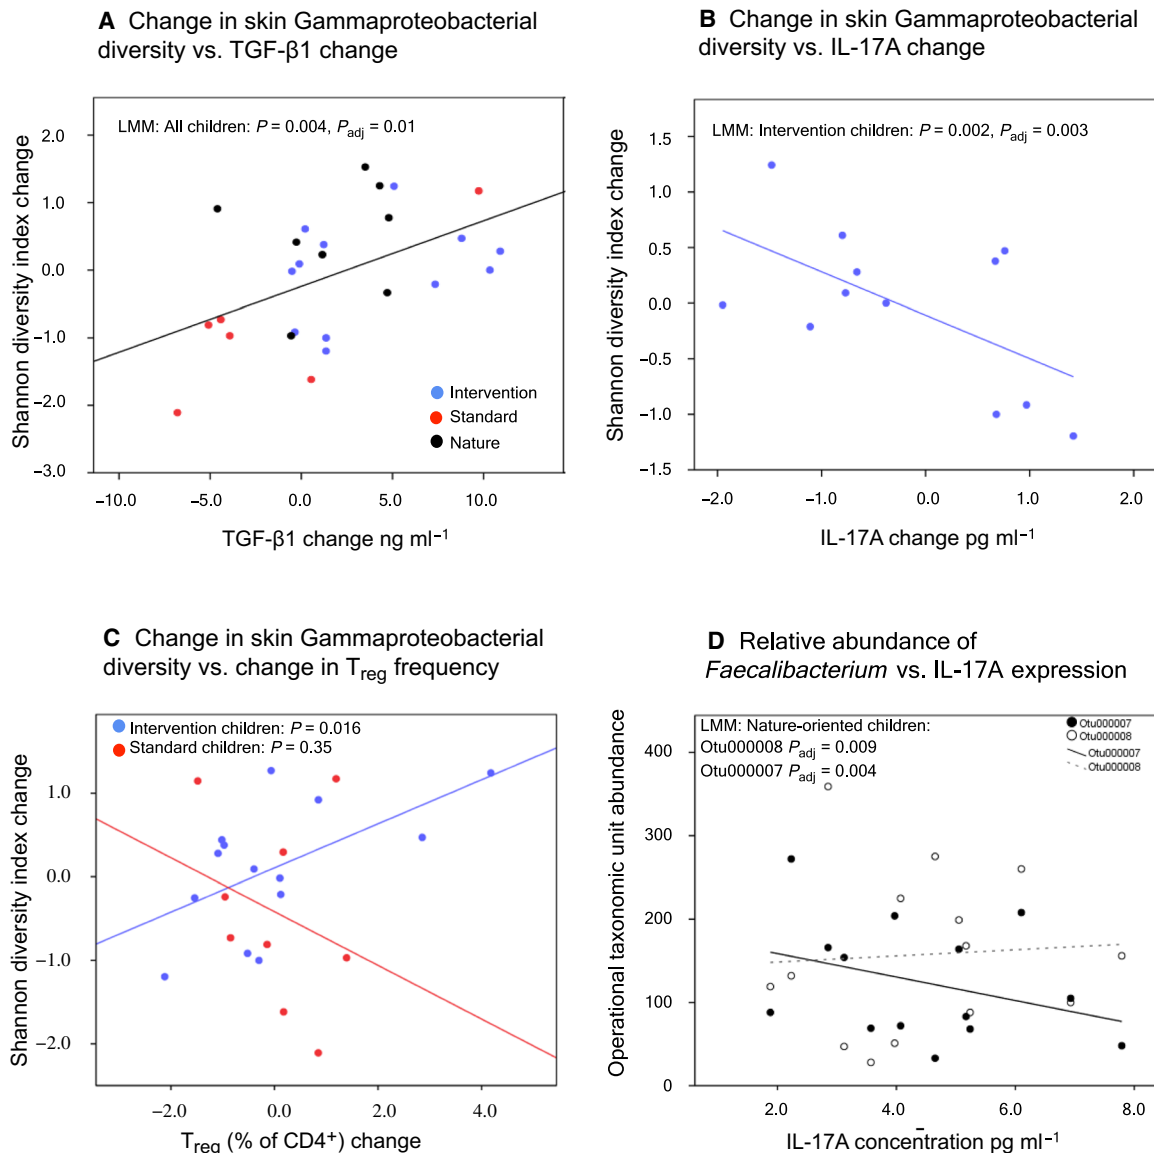 A Change in skin Gammaproteobacterial
diversity vs. TGF-β1 change
LMM: All children: P = 0.004, Padj = 0.01
Shannon diversity index change
2.0
1.0
0.0
−1.0
−2.0
−3.0
Intervention
Standard
Nature
−10.0 −5.0 0.0 5.0 10.0
TGF-β1 change ng ml⁻¹
B Change in skin Gammaproteobacterial
diversity vs. IL-17A change
LMM: Intervention children: P = 0.002, Padj = 0.003
Shannon diversity index change
1.5
1.0
0.5
0.0
−0.5
−1.0
−1.5
−2.0 −1.0 0.0 1.0 2.0
IL-17A change pg ml⁻¹
C Change in skin Gammaproteobacterial
diversity vs. change in Treg frequency
Intervention children: P = 0.016
Standard children: P = 0.35
Shannon diversity index change
1.0
0.0
−1.0
−2.0
−2.0 0.0 2.0 4.0
Treg (% of CD4⁺) change
D Relative abundance of
Faecalibacterium vs. IL-17A expression
LMM: Nature-oriented children:
Otu000008 Padj = 0.009
Otu000007 Padj = 0.004
Otu000007
Otu000008
Otu000007
Otu000008
Operational taxonomic unit abundance
400
300
200
100
0
2.0 4.0 6.0 8.0
IL-17A concentration pg ml⁻¹